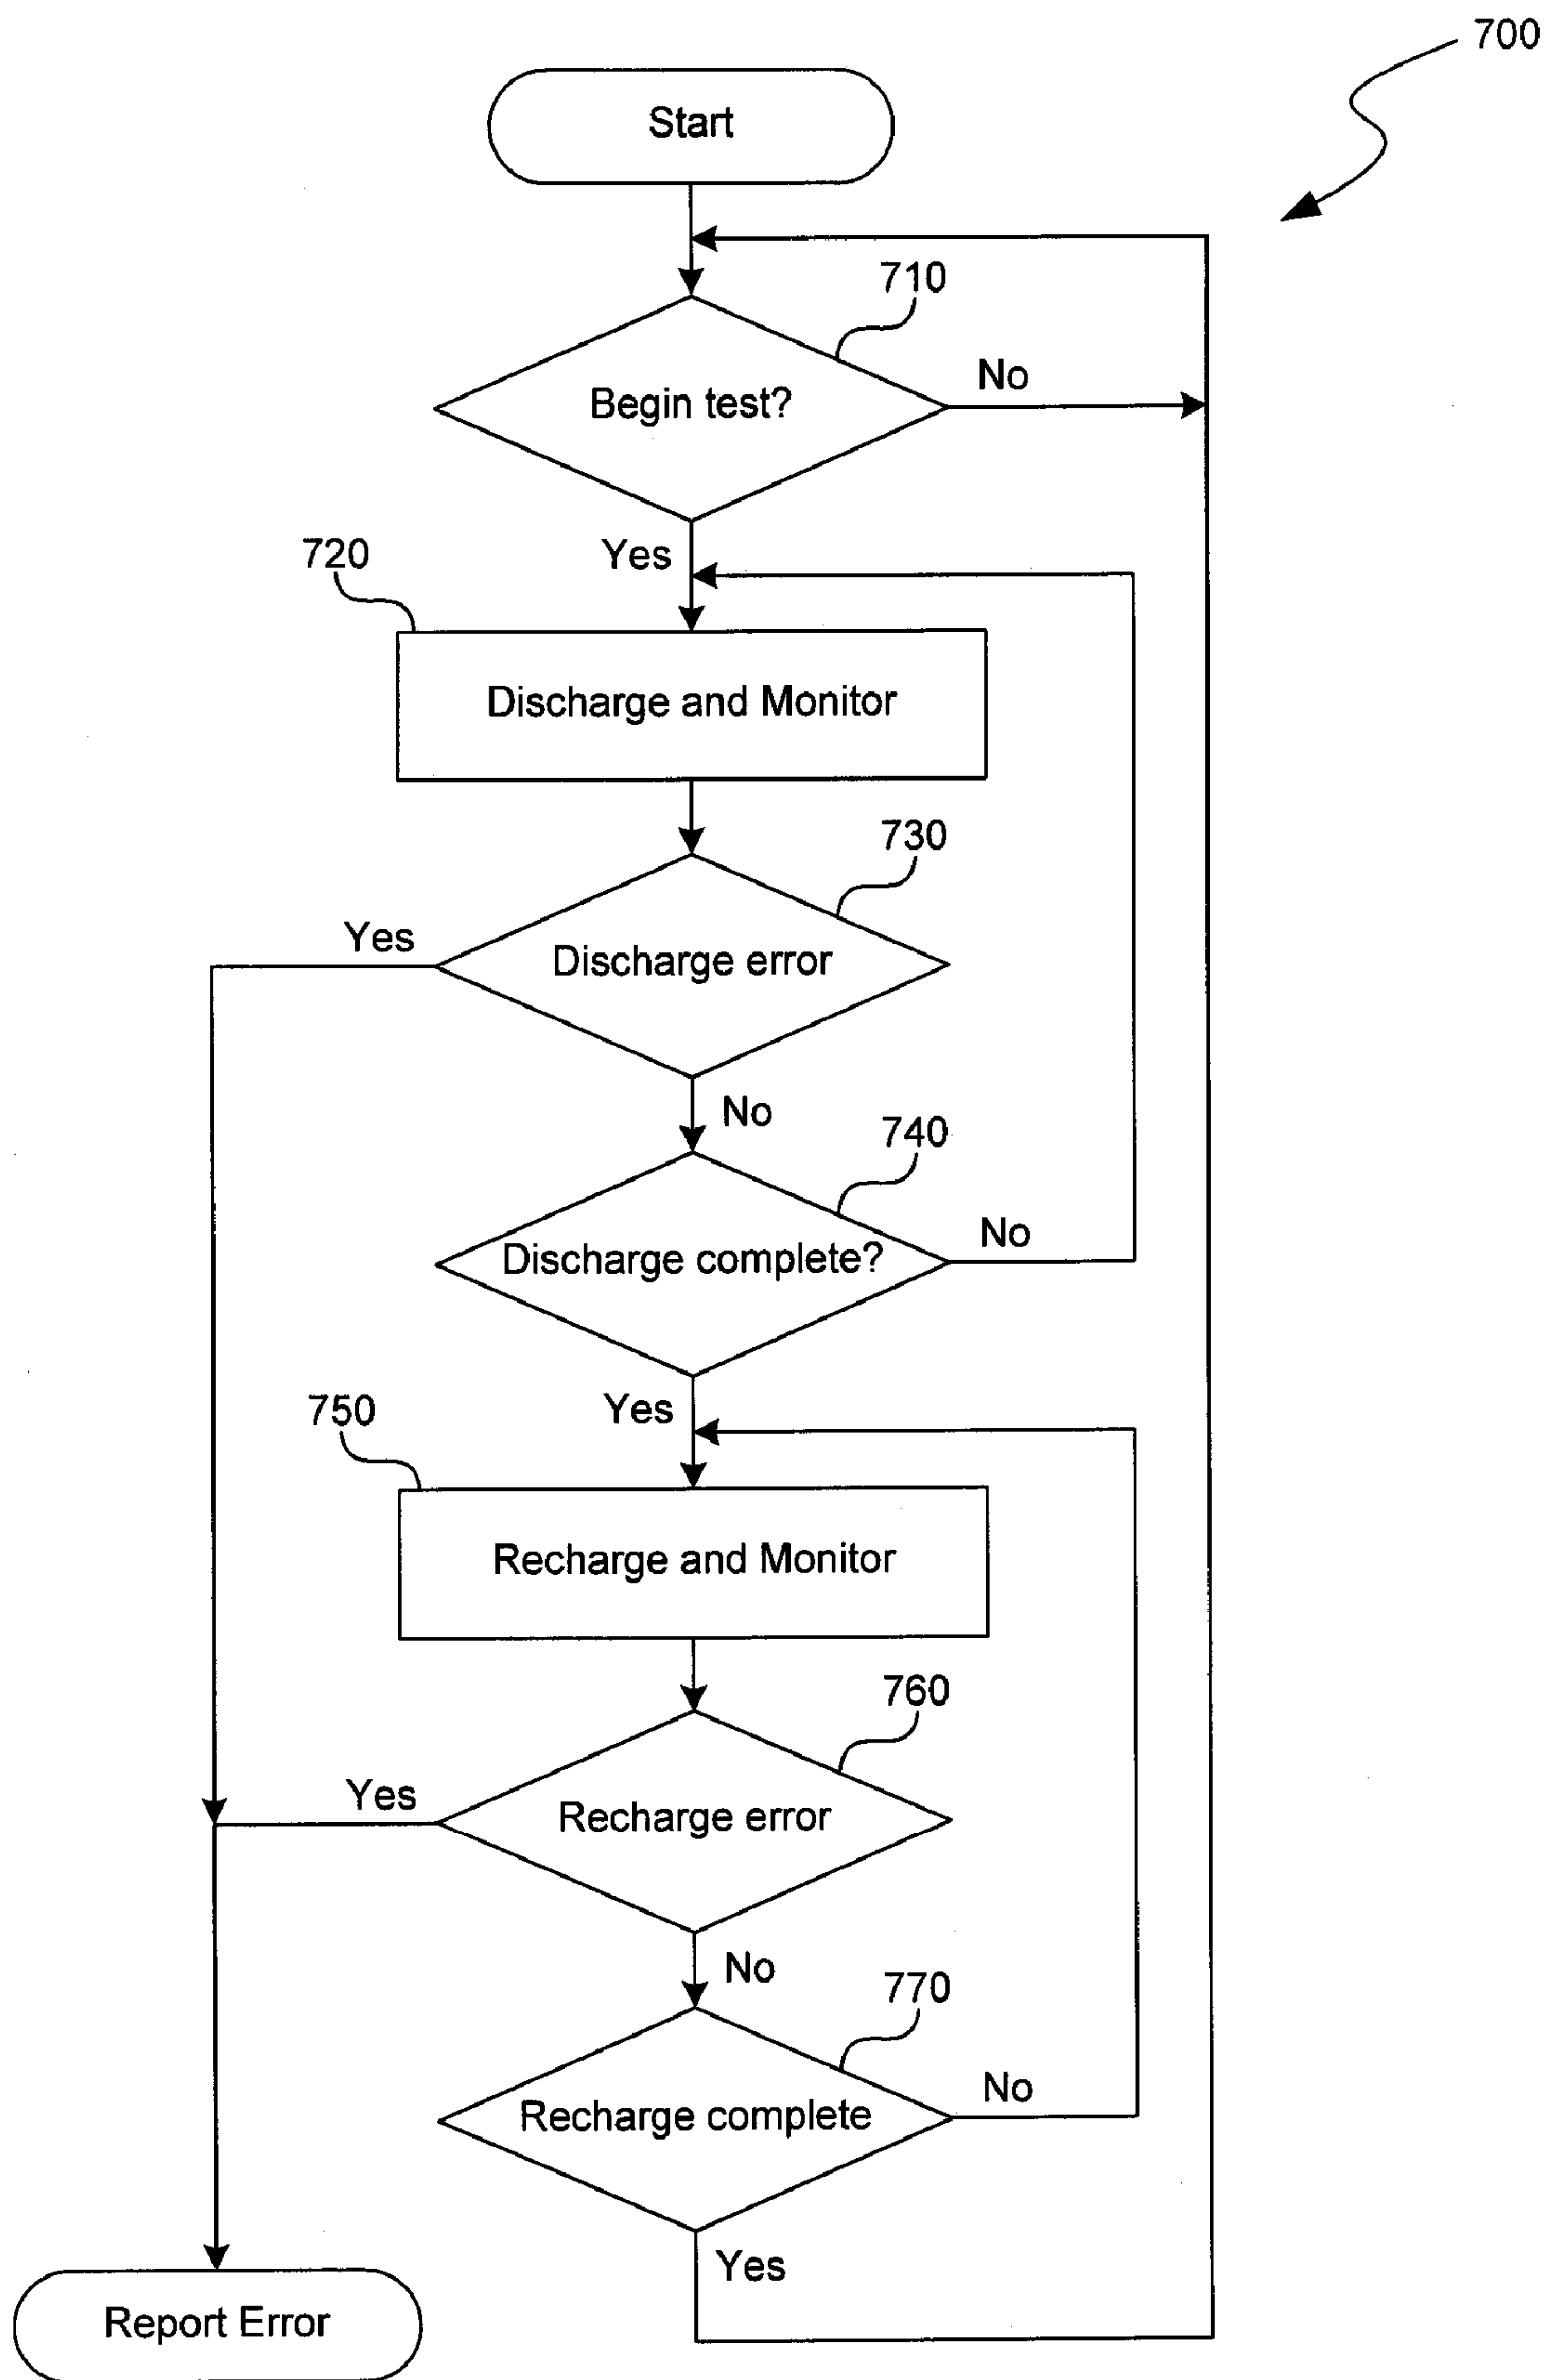 700
Start
710
Begin test?
No
Yes
720
Discharge and Monitor
730
Discharge error
Yes
No
740
Discharge complete?
No
Yes
750
Recharge and Monitor
760
Recharge error
Yes
No
770
Recharge complete
No
Yes
Report Error